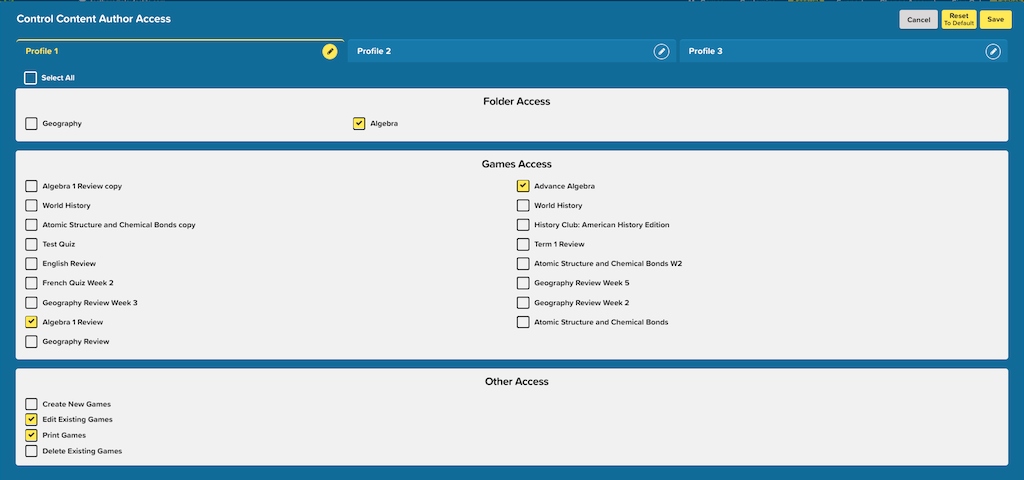 Control Content Author Access
Cancel
Reset
To Default
Save
Profile 1
Profile 2
Profile 3
Select All
Folder Access
Geography
Algebra
Games Access
Algebra 1 Review copy
Advance Algebra
World History
World History
Atomic Structure and Chemical Bonds copy
History Club: American History Edition
Test Quiz
Term 1 Review
English Review
Atomic Structure and Chemical Bonds W2
French Quiz Week 2
Geography Review Week 5
Geography Review Week 3
Geography Review Week 2
Algebra 1 Review
Atomic Structure and Chemical Bonds
Geography Review
Other Access
Create New Games
Edit Existing Games
Print Games
Delete Existing Games